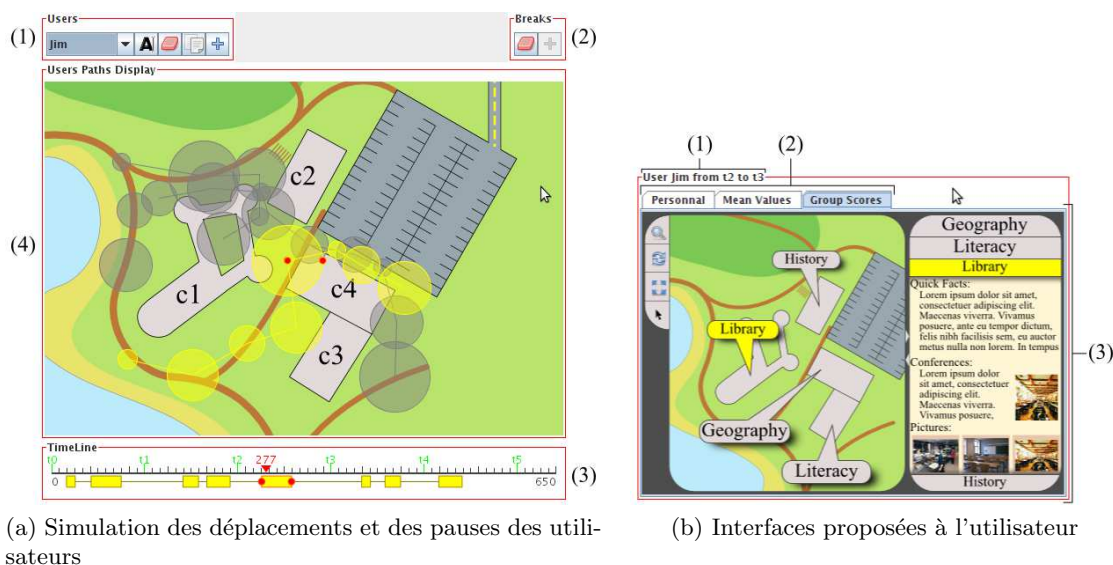 Users
Breaks
(1)
Jim
A
(2)
Users Paths Display
c2
(4)
c1
c4
c3
TimeLine
t0 t1 t2 277 t3 t4 t5
0
650
(3)
(a) Simulation des déplacements et des pauses des utili-
sateurs
(1)
(2)
User Jim from t2 to t3
Personnal
Mean Values
Group Scores
Geography
Literacy
Library
Quick Facts:
Lorem ipsum dolor sit amet,
consectetuer adipiscing elit.
Maecenas viverra. Vivamus
posuere, ante eu tempor dictum,
felis nibh facilisis sem, eu auctor
metus nulla non lorem. In tempus
Conferences:
Lorem ipsum dolor
sit amet, consectetuer
adipiscing elit.
Maecenas viverra.
Vivamus posuere,
Pictures:
History
History
Library
Geography
Literacy
(3)
(b) Interfaces proposées à l'utilisateur